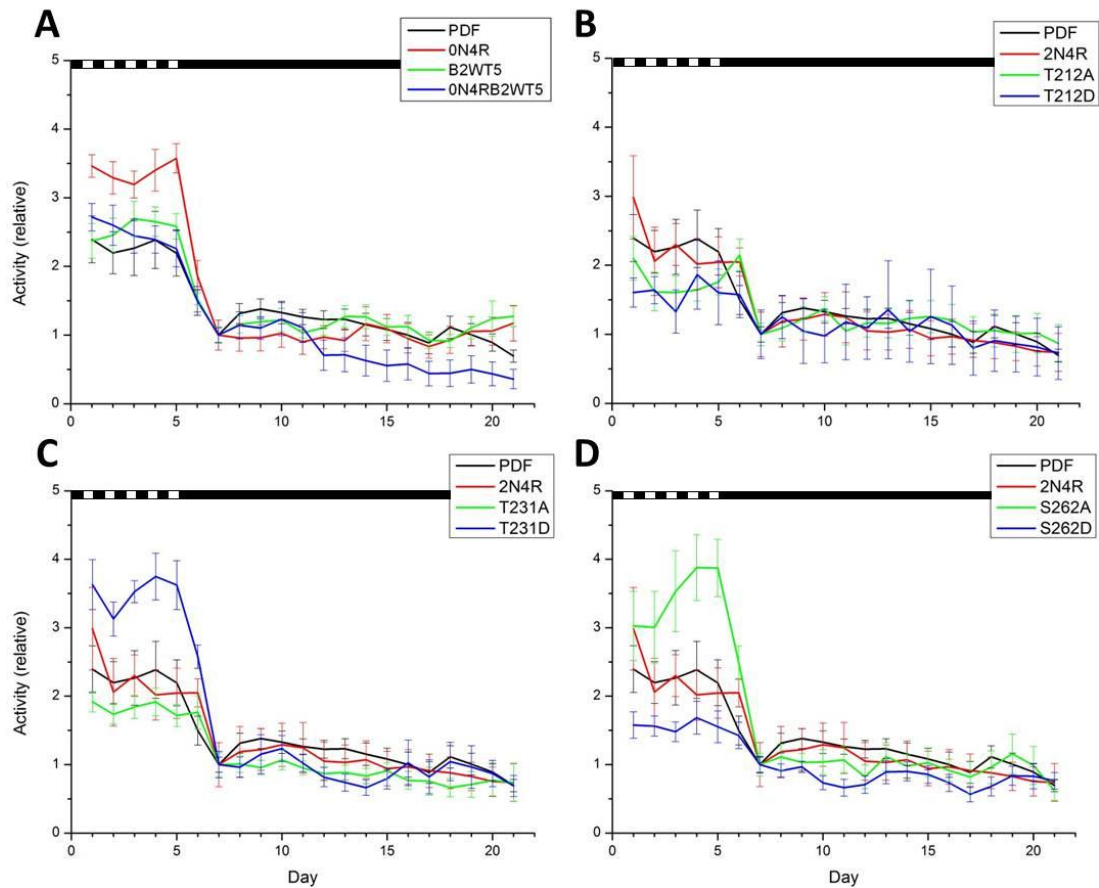 A
PDF
0N4R
B2WT5
0N4RB2WT5
5
4
3
2
1
0
0 5 10 15 20
Activity (relative)
B
PDF
2N4R
T212A
T212D
5
4
3
2
1
0
0 5 10 15 20
C
PDF
2N4R
T231A
T231D
5
4
3
2
1
0
0 5 10 15 20
Activity (relative)
Day
D
PDF
2N4R
S262A
S262D
5
4
3
2
1
0
0 5 10 15 20
Day